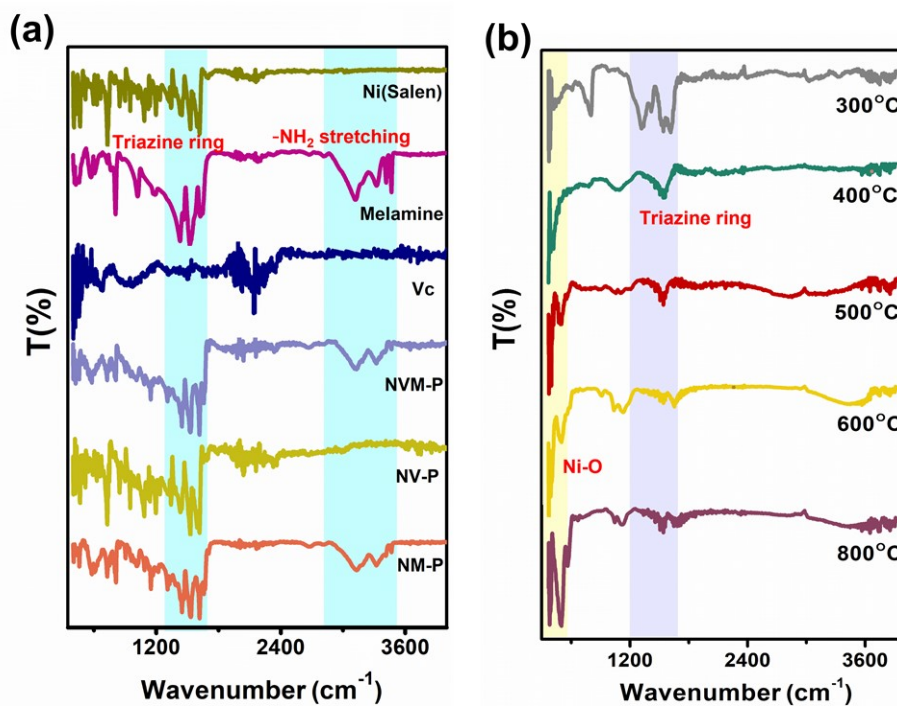 (a)
Ni(Salen)
Triazine ring
-NH₂ stretching
Melamine
Vc
NVM-P
NV-P
NM-P
T(%)
1200
2400
3600
Wavenumber (cm⁻¹)
(b)
300°C
400°C
Triazine ring
500°C
600°C
Ni-O
800°C
T(%)
1200
2400
3600
Wavenumber (cm⁻¹)